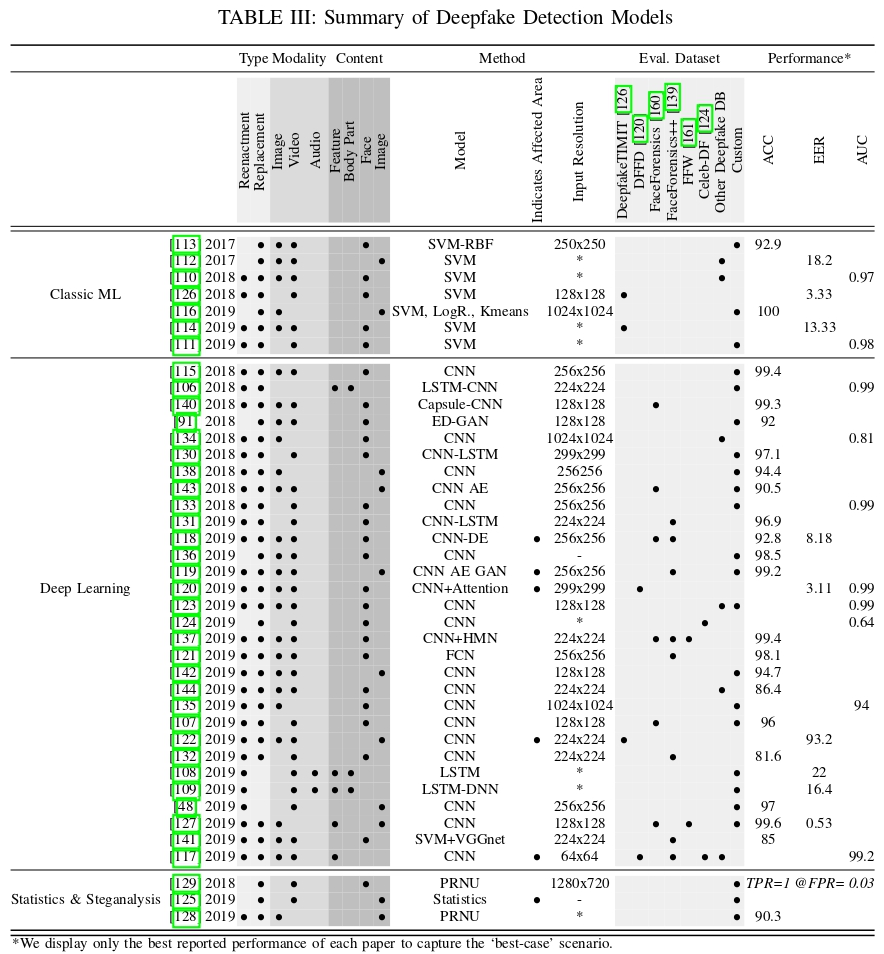 TABLE III: Summary of Deepfake Detection Models
Type Modality Content Method Eval. Dataset Performance*
Reenactment
Replacement
Image
Video
Audio
Feature
Body Part
Face
Image
Model
Indicates Affected Area
Input Resolution
DeepfakeTIMIT [126]
DFFD [120]
FaceForensics [160]
FaceForensics++ [139]
FFW [161]
Celeb-DF [124]
Other Deepfake DB
Custom
ACC
EER
AUC
Classic ML
[113] 2017 SVM-RBF 250x250 92.9
[112] 2017 SVM * 18.2
[110] 2018 SVM * 0.97
[126] 2018 SVM 128x128 3.33
[116] 2019 SVM, LogR., Kmeans 1024x1024 100
[114] 2019 SVM * 13.33
[111] 2019 SVM * 0.98
Deep Learning
[115] 2018 CNN 256x256 99.4
[106] 2018 LSTM-CNN 224x224 0.99
[140] 2018 Capsule-CNN 128x128 99.3
[91] 2018 ED-GAN 128x128 92
[134] 2018 CNN 1024x1024 0.81
[130] 2018 CNN-LSTM 299x299 97.1
[138] 2018 CNN 256256 94.4
[143] 2018 CNN AE 256x256 90.5
[133] 2018 CNN 256x256 0.99
[131] 2019 CNN-LSTM 224x224 96.9
[118] 2019 CNN-DE 256x256 92.8 8.18
[136] 2019 CNN - 98.5
[119] 2019 CNN AE GAN 256x256 99.2
[120] 2019 CNN+Attention 299x299 3.11 0.99
[123] 2019 CNN 128x128 0.99
[124] 2019 CNN * 0.64
[137] 2019 CNN+HMN 224x224 99.4
[121] 2019 FCN 256x256 98.1
[142] 2019 CNN 128x128 94.7
[144] 2019 CNN 224x224 86.4
[135] 2019 CNN 1024x1024 94
[107] 2019 CNN 128x128 96
[122] 2019 CNN 224x224 93.2
[132] 2019 CNN 224x224 81.6
[108] 2019 LSTM * 22
[109] 2019 LSTM-DNN * 16.4
[48] 2019 CNN 256x256 97
[127] 2019 CNN 128x128 99.6 0.53
[141] 2019 SVM+VGGnet 224x224 85
[117] 2019 CNN 64x64 99.2
Statistics & Steganalysis
[129] 2018 PRNU 1280x720 TPR=1 @FPR= 0.03
[125] 2019 Statistics -
[128] 2019 PRNU * 90.3
*We display only the best reported performance of each paper to capture the ‘best-case’ scenario.